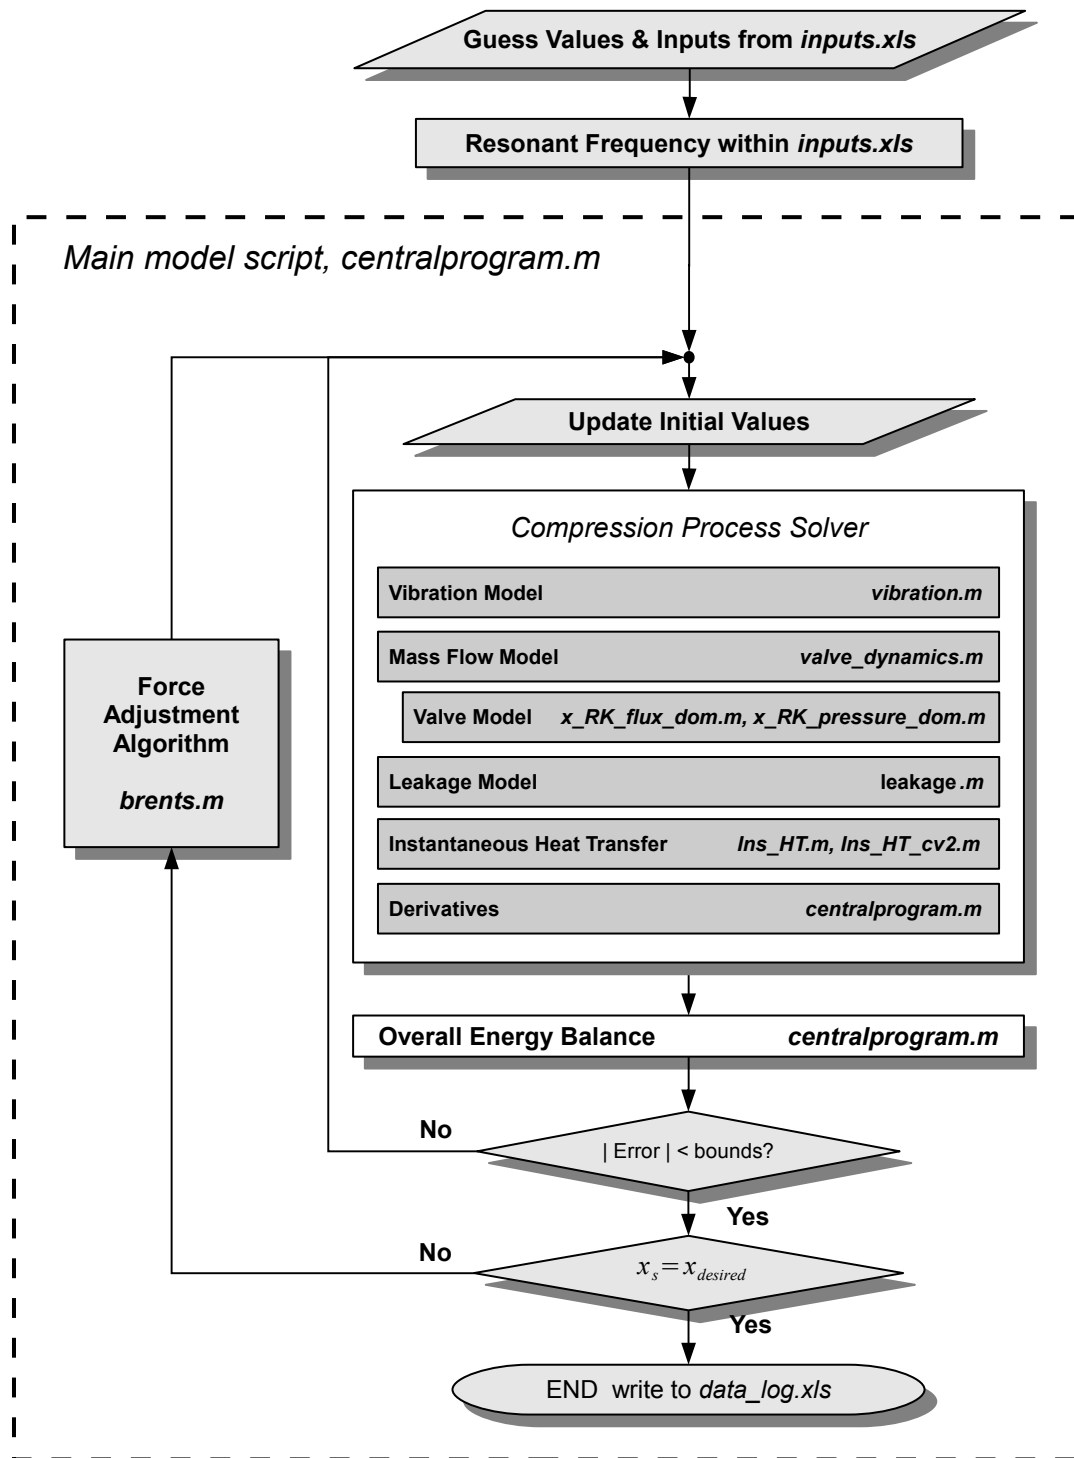 Guess Values & Inputs from inputs.xls
Resonant Frequency within inputs.xls
Main model script, centralprogram.m
Update Initial Values
Compression Process Solver
Vibration Model vibration.m
Mass Flow Model valve_dynamics.m
Valve Model x_RK_flux_dom.m, x_RK_pressure_dom.m
Leakage Model leakage.m
Instantaneous Heat Transfer Ins_HT.m, Ins_HT_cv2.m
Derivatives centralprogram.m
Force
Adjustment
Algorithm
brents.m
Overall Energy Balance centralprogram.m
No
| Error | < bounds?
Yes
No
x_s = x_desired
Yes
END write to data_log.xls